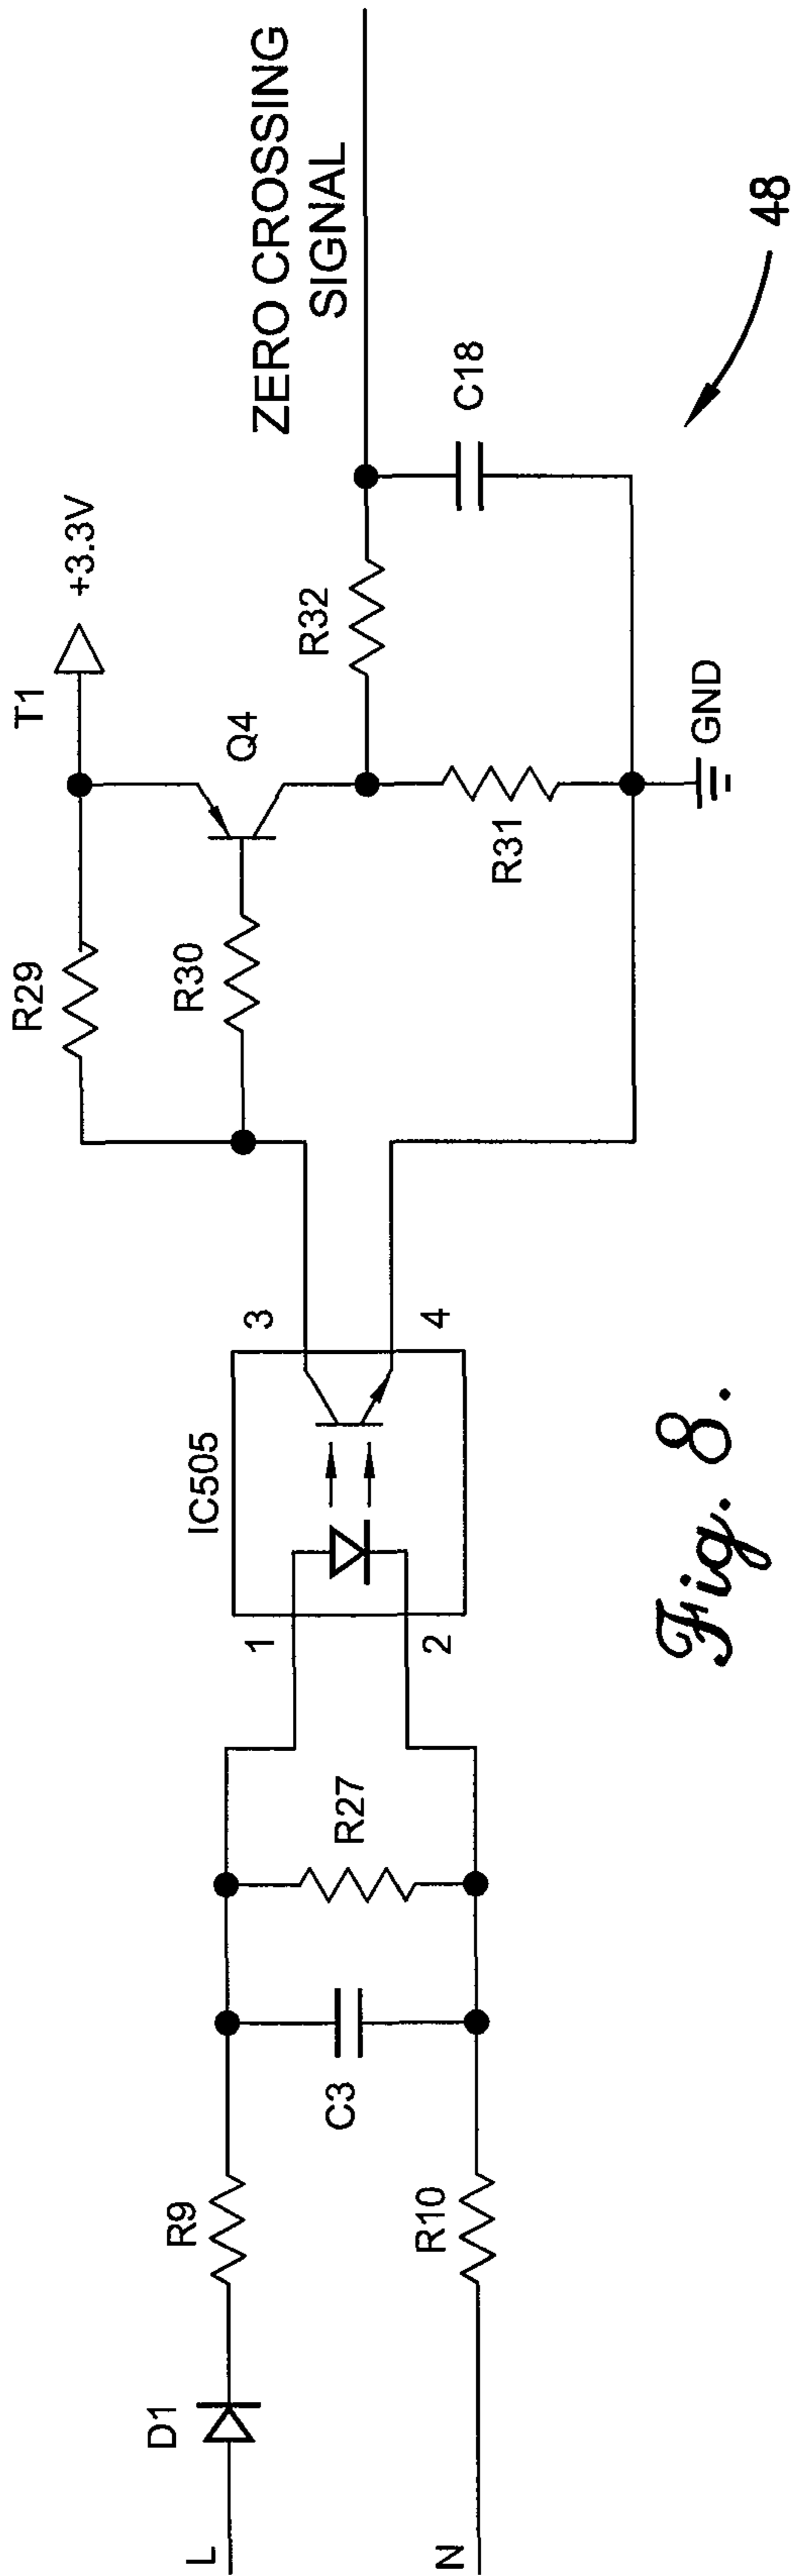 L
N
D1
R9
R10
C3
R27
1
2
IC505
3
4
R29
R30
T1
+3.3V
Q4
R31
R32
GND
C18
ZERO CROSSING
SIGNAL
48
Fig. 8.